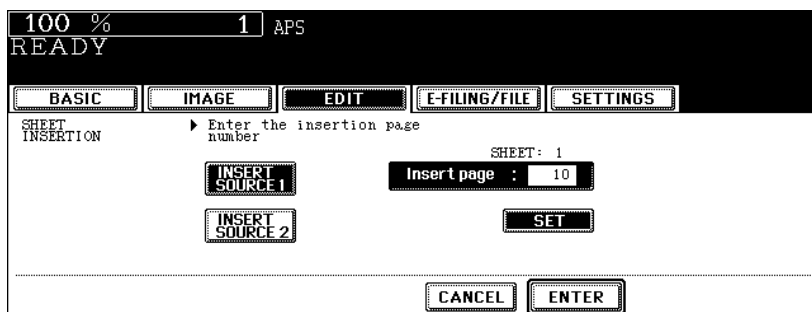 100 % 1 APS
READY
BASIC IMAGE EDIT E-FILING/FILE SETTINGS
SHEET INSERTION
▶ Enter the insertion page number
SHEET: 1
INSERT SOURCE 1
Insert page : 10
INSERT SOURCE 2
SET
CANCEL ENTER